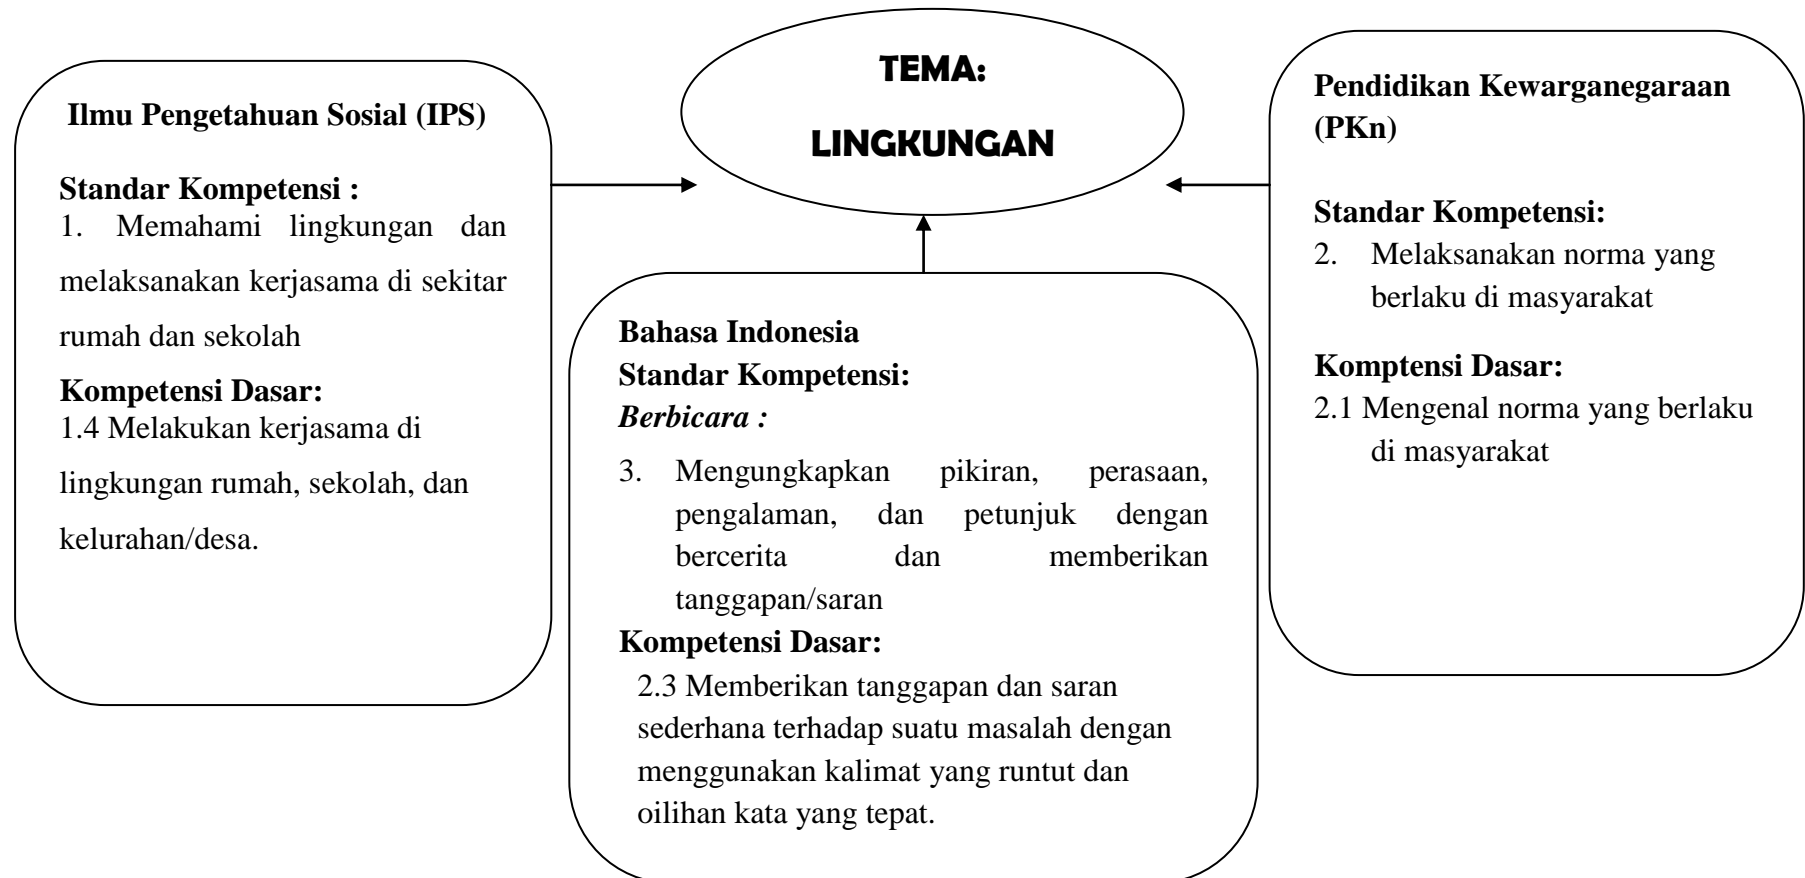 TEMA:
LINGKUNGAN
Ilmu Pengetahuan Sosial (IPS)
Standar Kompetensi :
1. Memahami lingkungan dan
melaksanakan kerjasama di sekitar
rumah dan sekolah
Kompetensi Dasar:
1.4 Melakukan kerjasama di
lingkungan rumah, sekolah, dan
kelurahan/desa.
Bahasa Indonesia
Standar Kompetensi:
Berbicara :
3. Mengungkapkan pikiran, perasaan,
pengalaman, dan petunjuk dengan
bercerita dan memberikan
tanggapan/saran
Kompetensi Dasar:
2.3 Memberikan tanggapan dan saran
sederhana terhadap suatu masalah dengan
menggunakan kalimat yang runtut dan
oilihan kata yang tepat.
Pendidikan Kewarganegaraan
(PKn)
Standar Kompetensi:
2. Melaksanakan norma yang
berlaku di masyarakat
Komptensi Dasar:
2.1 Mengenal norma yang berlaku
di masyarakat